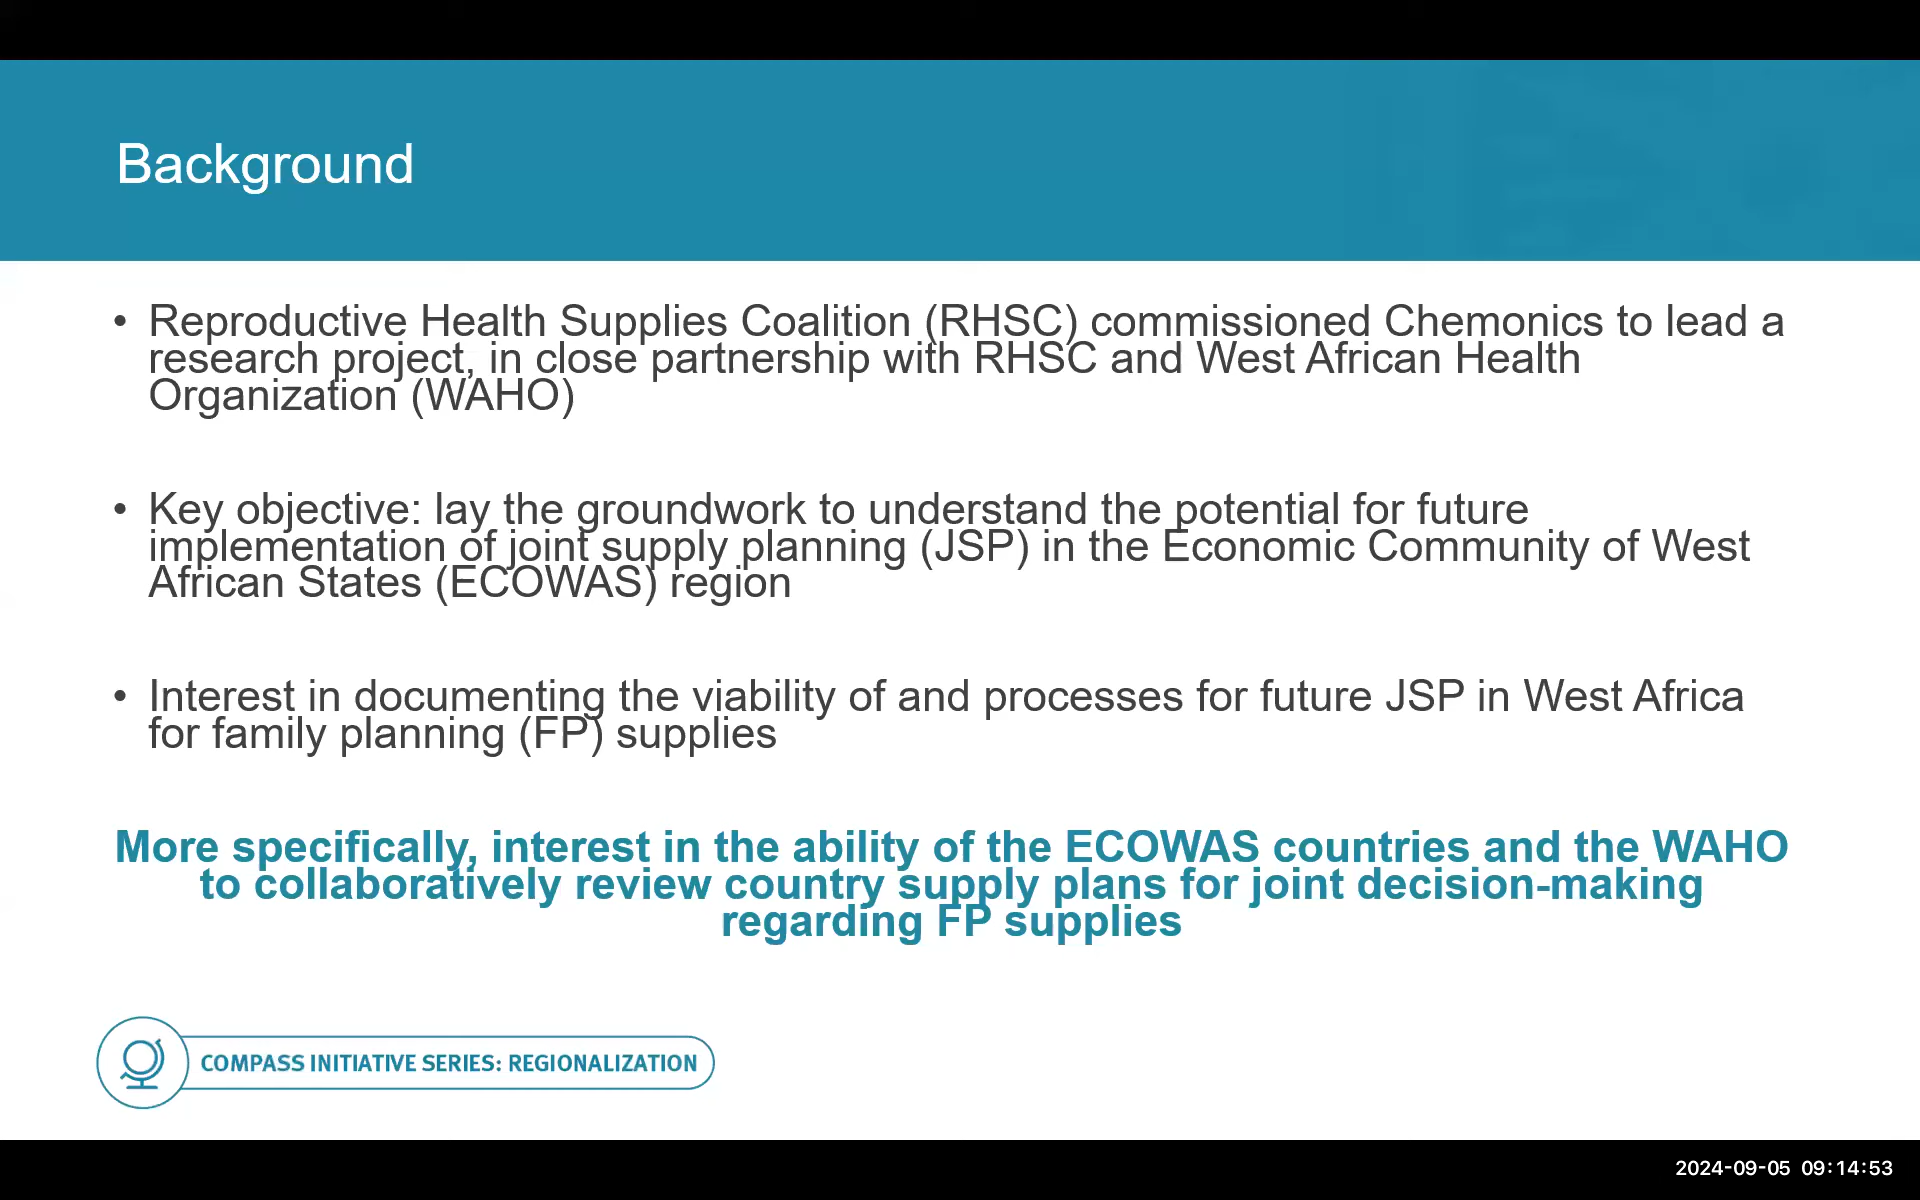 Background
• Reproductive Health Supplies Coalition (RHSC) commissioned Chemonics to lead a
research project, in close partnership with RHSC and West African Health
Organization (WAHO)
• Key objective: lay the groundwork to understand the potential for future
implementation of joint supply planning (JSP) in the Economic Community of West
African States (ECOWAS) region
• Interest in documenting the viability of and processes for future JSP in West Africa
for family planning (FP) supplies
More specifically, interest in the ability of the ECOWAS countries and the WAHO
to collaboratively review country supply plans for joint decision-making
regarding FP supplies
COMPASS INITIATIVE SERIES: REGIONALIZATION
2024-09-05 09:14:53